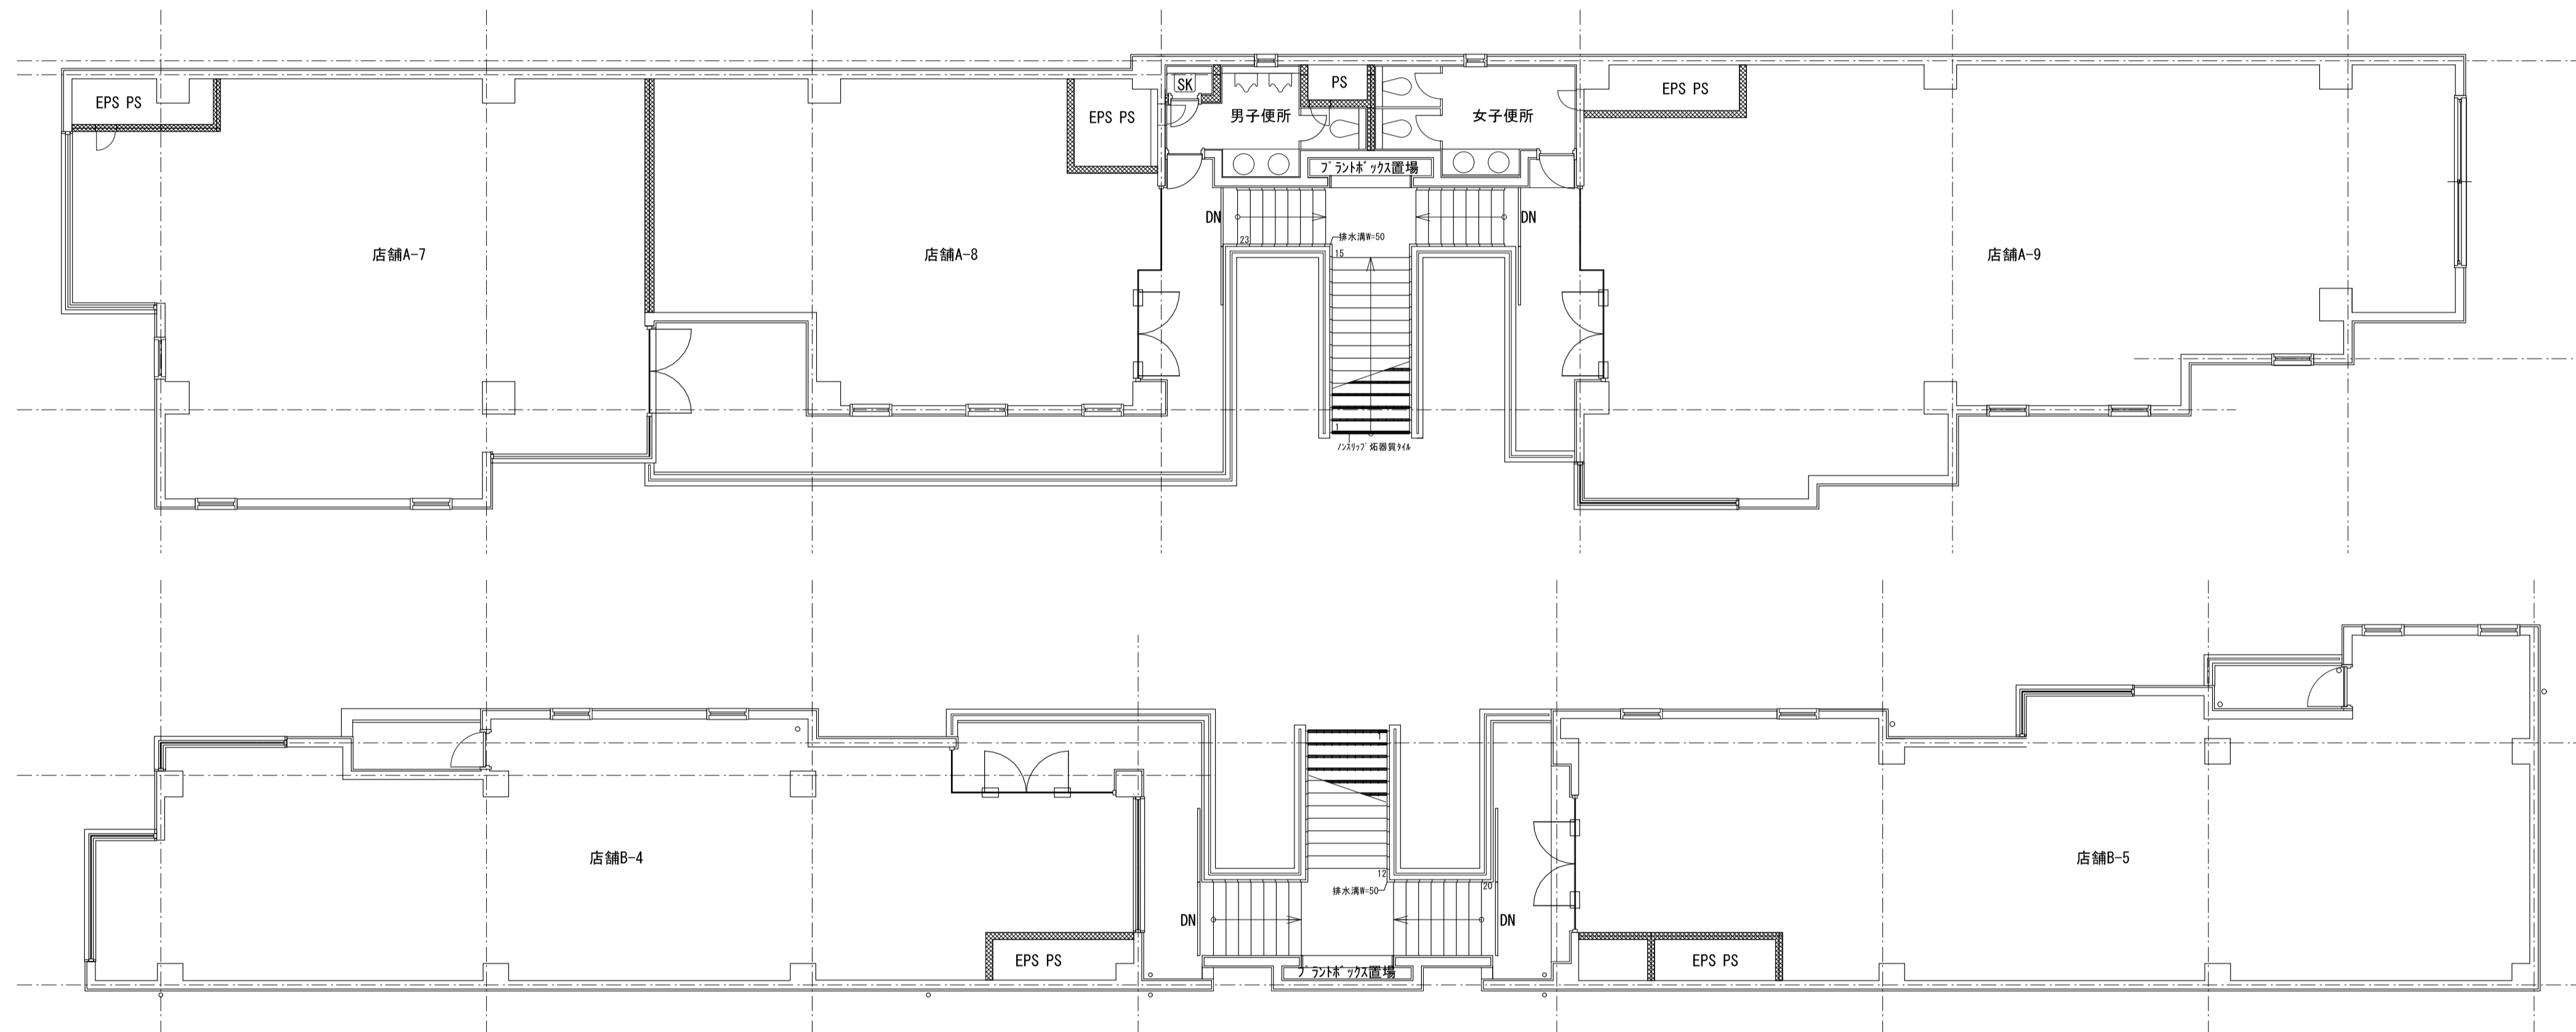 EPS PS
EPS PS
SK
男子便所
PS
女子便所
EPS PS
プラントボックス置場
DN
DN
23
排水溝W=50
15
店舗A-7
店舗A-8
店舗A-9
1
ノンスリップ 炻器質タイル
1
店舗B-4
店舗B-5
12
排水溝W=50
20
DN
DN
EPS PS
プラントボックス置場
EPS PS